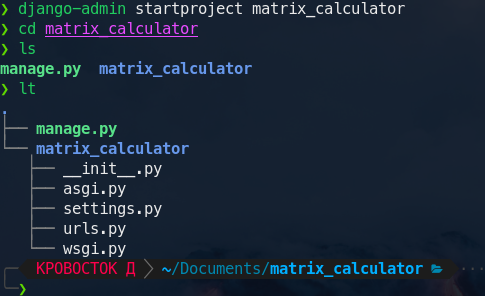 ❯ django-admin startproject matrix_calculator
❯ cd matrix_calculator
❯ ls
manage.py matrix_calculator
❯ lt
.
├── manage.py
└── matrix_calculator
    ├── __init__.py
    ├── asgi.py
    ├── settings.py
    ├── urls.py
    └── wsgi.py
КРОВОСТОК Д ~/Documents/matrix_calculator ···
❯